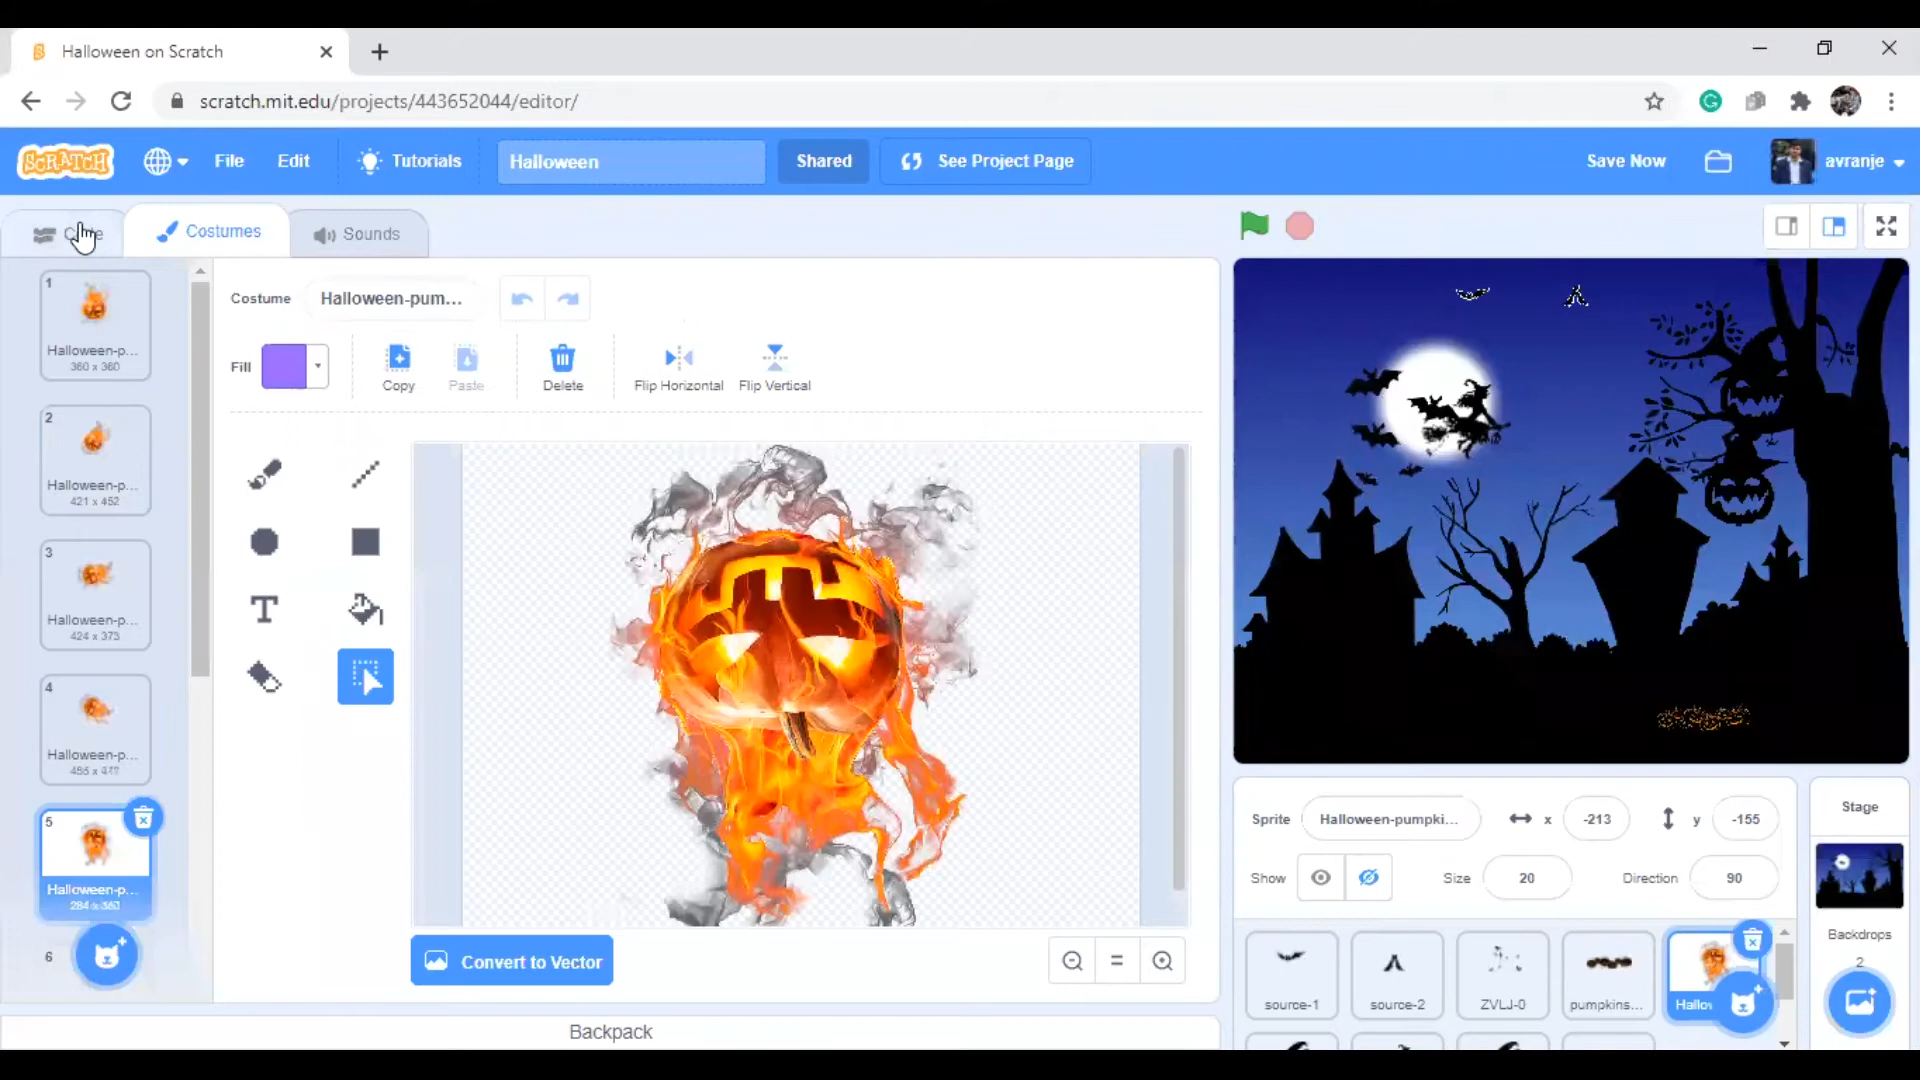 Halloween on Scratch
scratch.mit.edu/projects/443652044/editor/
SCRATCH
File
Edit
Tutorials
Halloween
Shared
See Project Page
Save Now
avranje
Costumes
Sounds
1
Halloween-p...
360 x 360
2
Halloween-p...
421 x 452
3
Halloween-p...
424 x 373
4
Halloween-p...
5
Halloween-p...
284 x 360
6
Costume
Halloween-pum...
Fill
Copy
Paste
Delete
Flip Horizontal
Flip Vertical
T
Convert to Vector
Backpack
Sprite
Halloween-pumpki...
x
-213
y
-155
Show
Size
20
Direction
90
source-1
source-2
ZVLJ-0
pumpkins...
Hallov
Stage
Backdrops
2